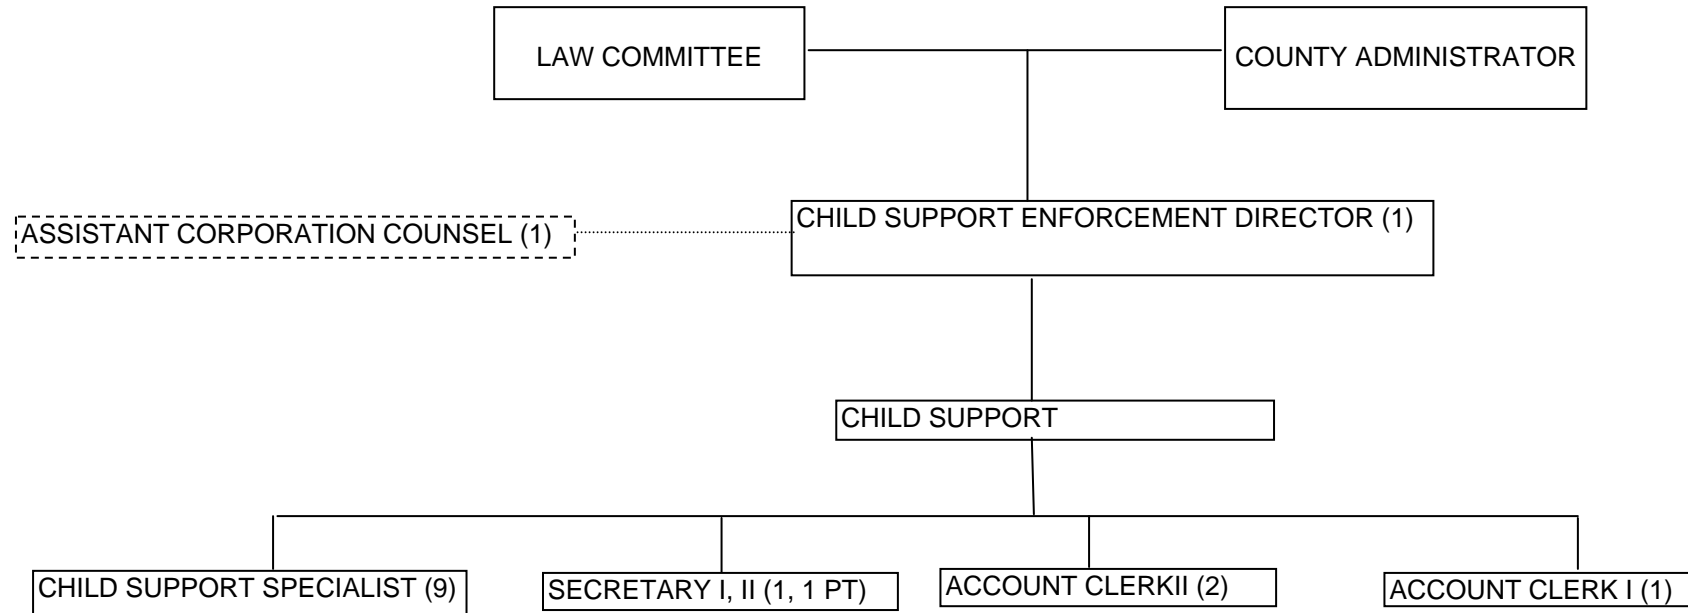 LAW COMMITTEE
COUNTY ADMINISTRATOR
CHILD SUPPORT ENFORCEMENT DIRECTOR (1)
ASSISTANT CORPORATION COUNSEL (1)
CHILD SUPPORT
CHILD SUPPORT SPECIALIST (9)
SECRETARY I, II (1, 1 PT)
ACCOUNT CLERKII (2)
ACCOUNT CLERK I (1)